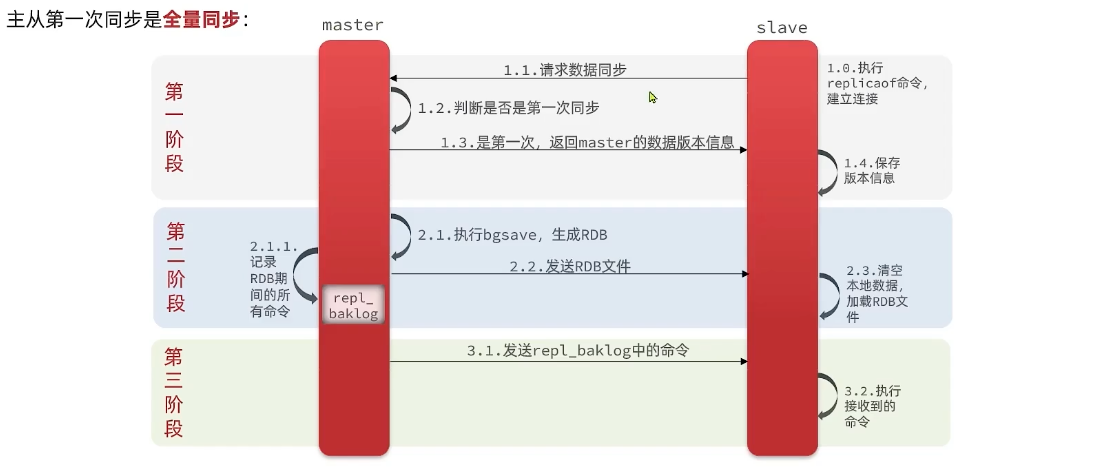 主从第一次同步是全量同步：
master
slave
第
一
阶
段
1.0.执行
replicaof命令，
建立连接
1.1.请求数据同步
1.2.判断是否是第一次同步
1.3.是第一次，返回master的数据版本信息
1.4.保存
版本信息
第
二
阶
段
2.1.执行bgsave，生成RDB
2.1.1.
记录
RDB期
间的所
有命令
repl_
baklog
2.2.发送RDB文件
2.3.清空
本地数据，
加载RDB文
件
第
三
阶
段
3.1.发送repl_baklog中的命令
3.2.执行
接收到的
命令